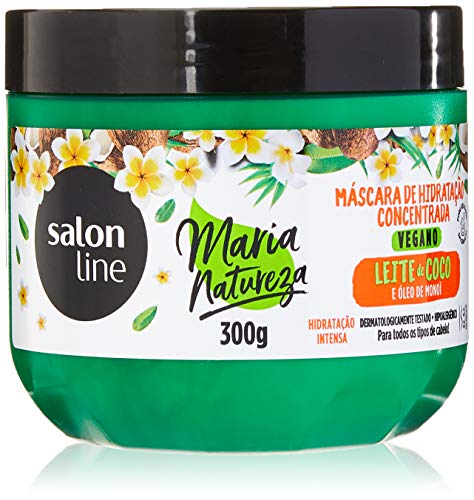 salon
line
Maria
Natureza
300g
MÁSCARA DE HIDRATAÇÃO
CONCENTRADA
VEGANO
LEITE de COCO
E ÓLEO DE MONOÏ
HIDRATAÇÃO
INTENSA
DERMATOLOGICAMENTE TESTADO • HIPOALERGÊNICO
Para todos os tipos de cabelo!